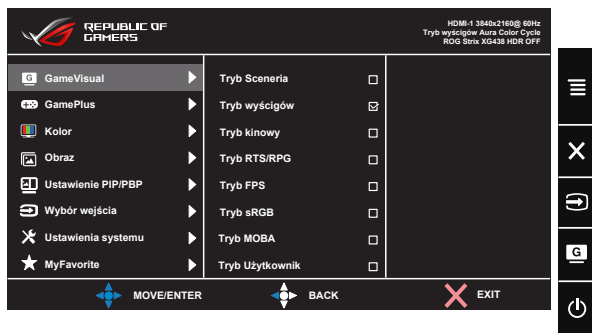 REPUBLIC OF
GAMERS
HDMI-1 3840x2160@ 60Hz
Tryb wyścigów Aura Color Cycle
ROG Strix XG438 HDR OFF
G GameVisual
GamePlus
Kolor
Obraz
Ustawienie PIP/PBP
Wybór wejścia
Ustawienia systemu
MyFavorite
Tryb Sceneria
Tryb wyścigów
Tryb kinowy
Tryb RTS/RPG
Tryb FPS
Tryb sRGB
Tryb MOBA
Tryb Użytkownik
MOVE/ENTER
BACK
EXIT
G